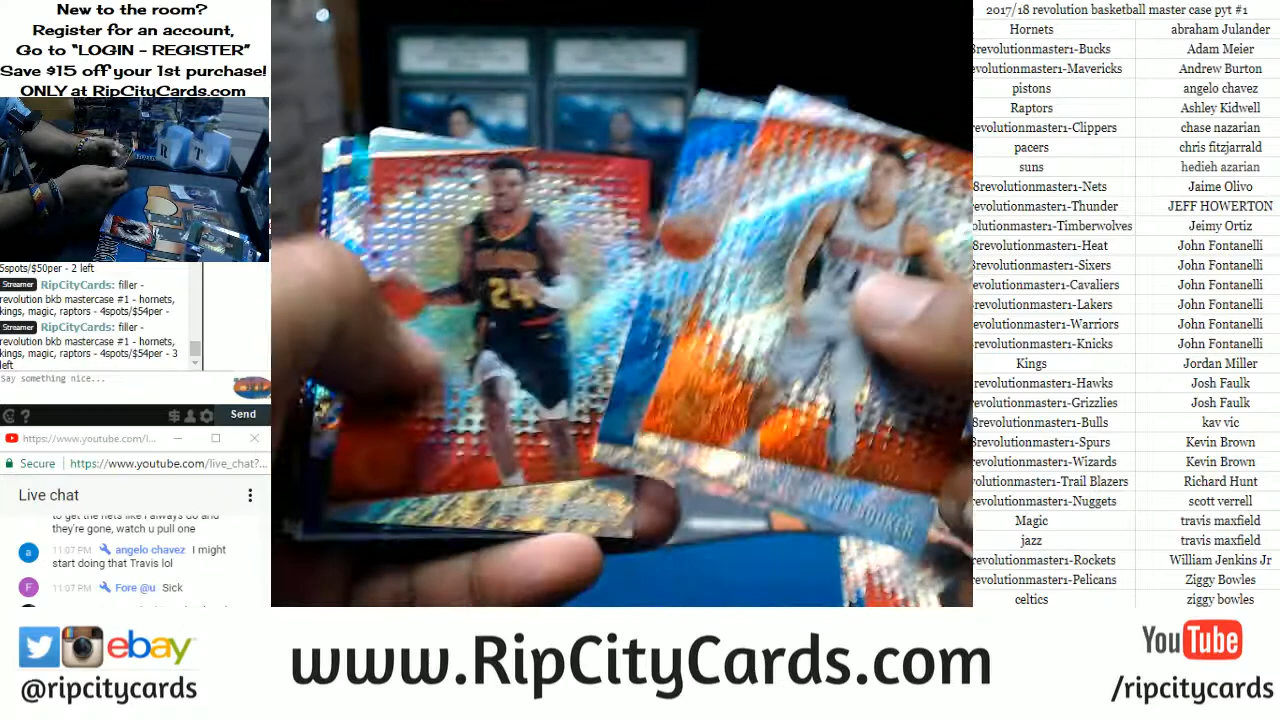 New to the room?
Register for an account,
Go to “LOGIN - REGISTER”
Save $15 off your 1st purchase!
ONLY at RipCityCards.com
5spots/$50per - 2 left
Streamer RipCityCards: filler -
revolution bkb mastercase #1 - hornets,
kings, magic, raptors - 4spots/$54per -
Streamer RipCityCards: filler -
revolution bkb mastercase #1 - hornets,
kings, magic, raptors - 4spots/$54per - 3
left
Say something nice...
Send
https://www.youtube.com/l...
Secure https://www.youtube.com/live_chat?...
Live chat
to get the nets like I always do and
they're gone, watch u pull one
a 11:07 PM angelo chavez I might
start doing that Travis lol
F 11:07 PM Fore @u Sick
24
BOOKER
2017/18 revolution basketball master case pyt #1
Hornets abraham Julander
8revolutionmaster1-Bucks Adam Meier
evolutionmaster1-Mavericks Andrew Burton
pistons angelo chavez
Raptors Ashley Kidwell
evolutionmaster1-Clippers chase nazarian
pacers chris fitzjarrald
suns hedieh azarian
8revolutionmaster1-Nets Jaime Olivo
revolutionmaster1-Thunder JEFF HOWERTON
olutionmaster1-Timberwolves Jeimy Ortiz
8revolutionmaster1-Heat John Fontanelli
revolutionmaster1-Sixers John Fontanelli
evolutionmaster1-Cavaliers John Fontanelli
revolutionmaster1-Lakers John Fontanelli
evolutionmaster1-Warriors John Fontanelli
revolutionmaster1-Knicks John Fontanelli
Kings Jordan Miller
revolutionmaster1-Hawks Josh Faulk
evolutionmaster1-Grizzlies Josh Faulk
8revolutionmaster1-Bulls kav vic
revolutionmaster1-Spurs Kevin Brown
evolutionmaster1-Wizards Kevin Brown
volutionmaster1-Trail Blazers Richard Hunt
evolutionmaster1-Nuggets scott verrell
Magic travis maxfield
jazz travis maxfield
evolutionmaster1-Rockets William Jenkins Jr
evolutionmaster1-Pelicans Ziggy Bowles
celtics ziggy bowles
ebay
@ripcitycards
www.RipCityCards.com
YouTube
/ripcitycards